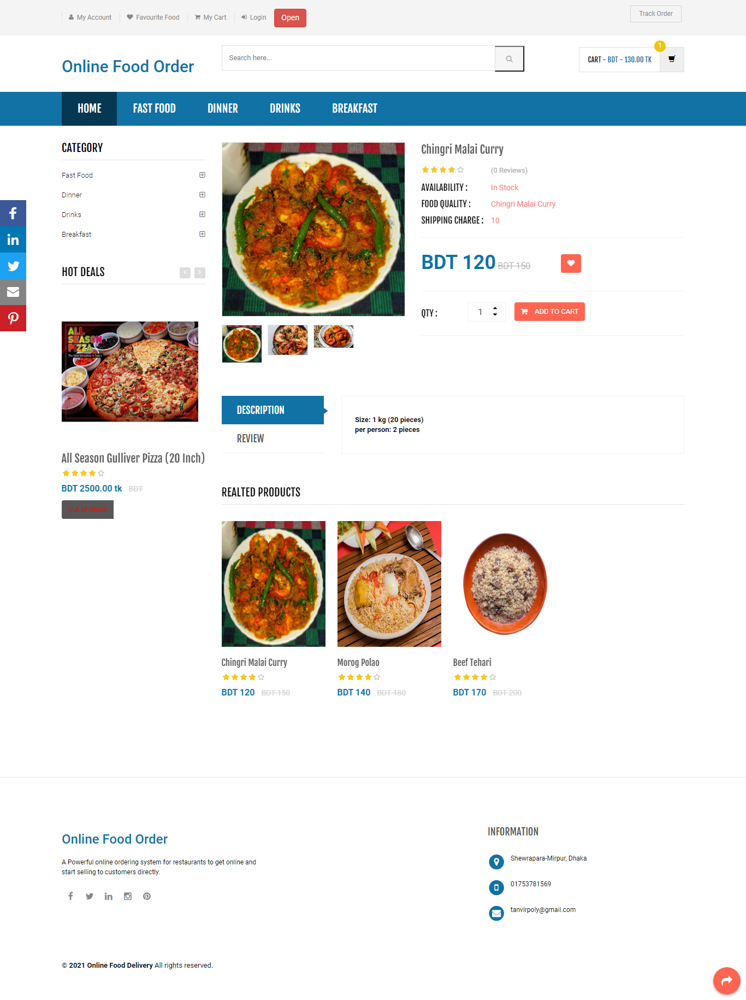 My Account
Favourite Food
My Cart
Login
Open
Track Order
Online Food Order
Search here...
CART - BDT - 130.00 TK
1
HOME
FAST FOOD
DINNER
DRINKS
BREAKFAST
CATEGORY
Fast Food
Dinner
Drinks
Breakfast
HOT DEALS
ALL
SEASON
PIZZA
The New Sensation in Town
All Season Gulliver Pizza (20 Inch)
BDT 2500.00 tk BDT
Out of Stock
Chingri Malai Curry
(0 Reviews)
AVAILABILITY : In Stock
FOOD QUALITY : Chingri Malai Curry
SHIPPING CHARGE : 10
BDT 120 BDT 150
QTY : 1 ADD TO CART
DESCRIPTION
REVIEW
Size: 1 kg (20 pieces)
per person: 2 pieces
REALTED PRODUCTS
Chingri Malai Curry
BDT 120 BDT 150
Morog Polao
BDT 140 BDT 180
Beef Tehari
BDT 170 BDT 200
Online Food Order
A Powerful online ordering system for restaurants to get online and
start selling to customers directly.
INFORMATION
Shewrapara-Mirpur, Dhaka
01753781569
tanvirpoly@gmail.com
© 2021 Online Food Delivery All rights reserved.